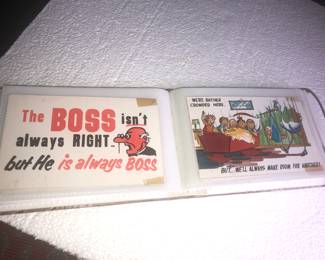 The BOSS isn't
always RIGHT...
but He is always BOSS
WE'RE RATHER
CROWDED HERE.
BUT... WE'LL ALWAYS MAKE ROOM FOR ANOTHER!